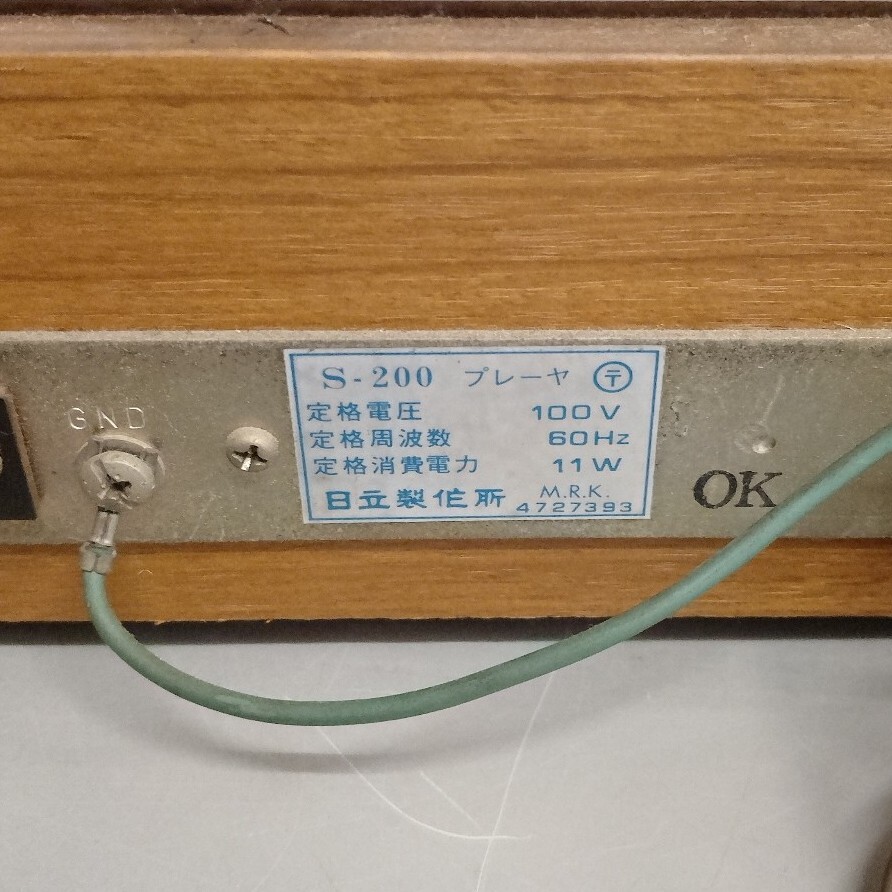 GND
S-200 プレーヤ 〒
定格電圧 100V
定格周波数 60Hz
定格消費電力 11W
日立製作所 M.R.K.
4727393
OK